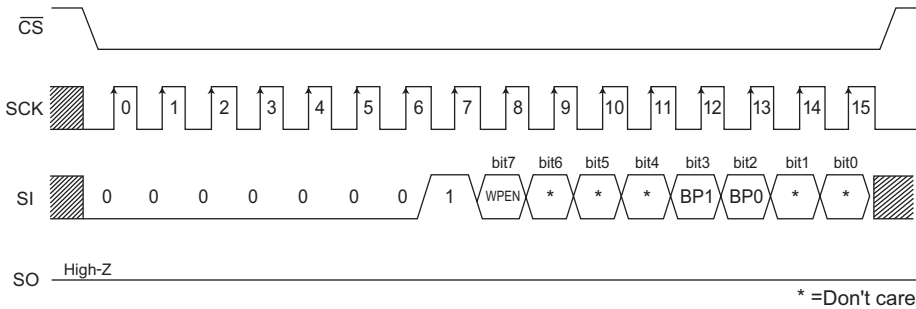 CS
SCK 0 1 2 3 4 5 6 7 8 9 10 11 12 13 14 15
bit7 bit6 bit5 bit4 bit3 bit2 bit1 bit0
SI 0 0 0 0 0 0 0 1 WPEN * * * BP1 BP0 * *
SO High-Z
* =Don't care